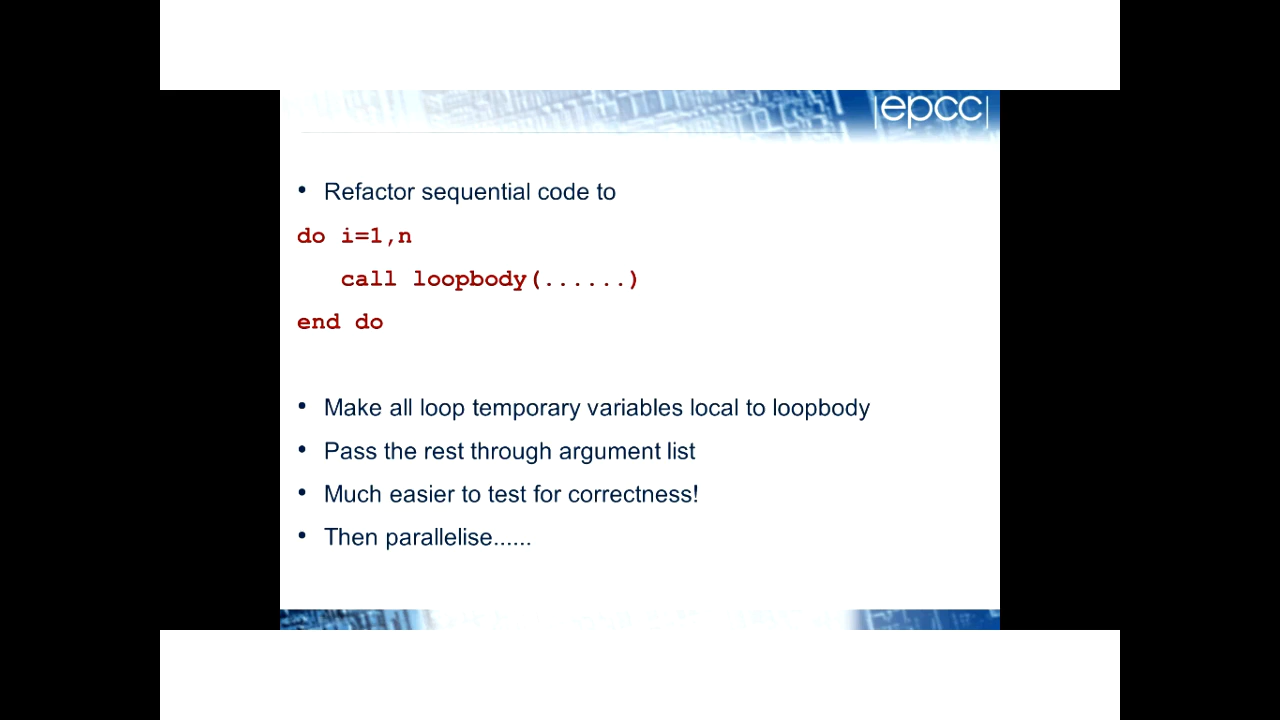 |epcc|
• Refactor sequential code to
do i=1,n
call loopbody(......)
end do
• Make all loop temporary variables local to loopbody
• Pass the rest through argument list
• Much easier to test for correctness!
• Then parallelise......